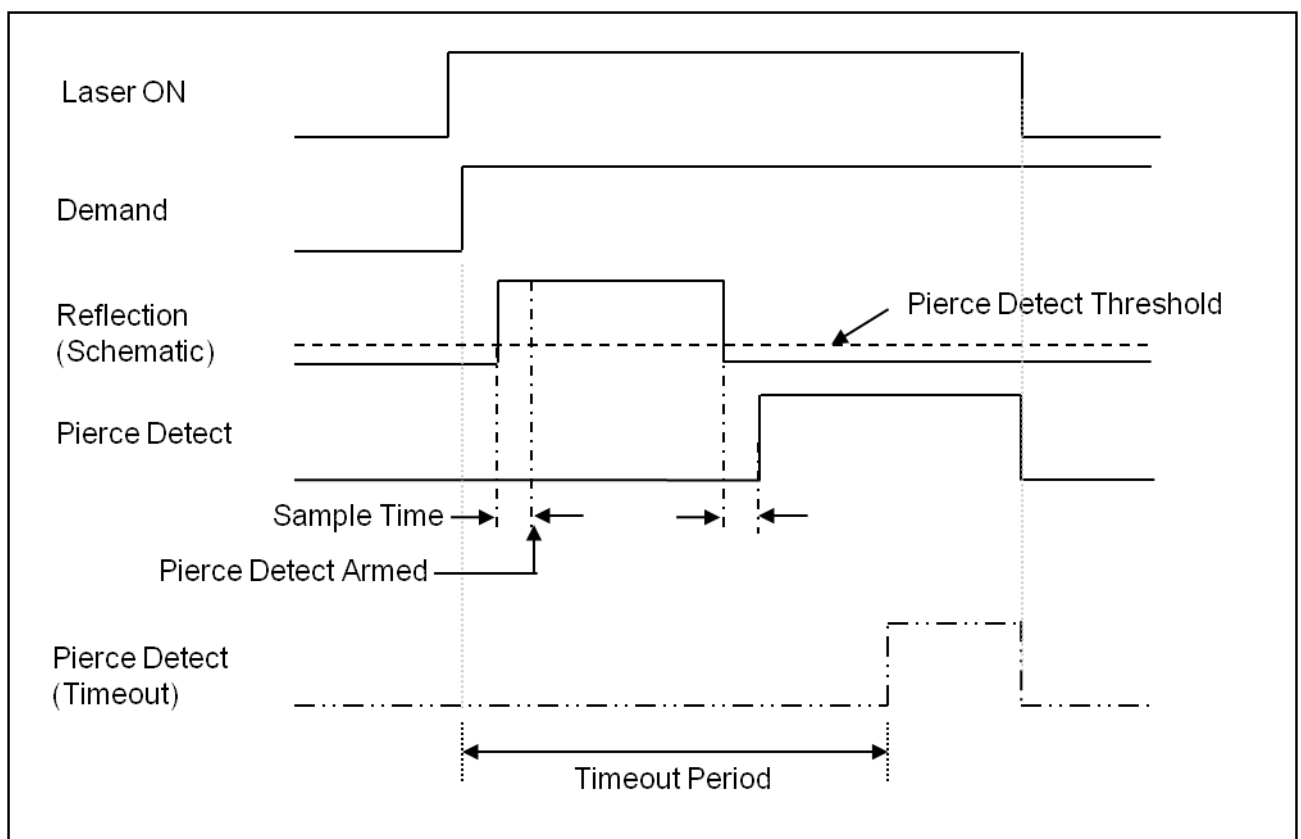 Laser ON
Demand
Reflection
(Schematic)
Pierce Detect Threshold
Pierce Detect
Sample Time
Pierce Detect Armed
Pierce Detect
(Timeout)
Timeout Period